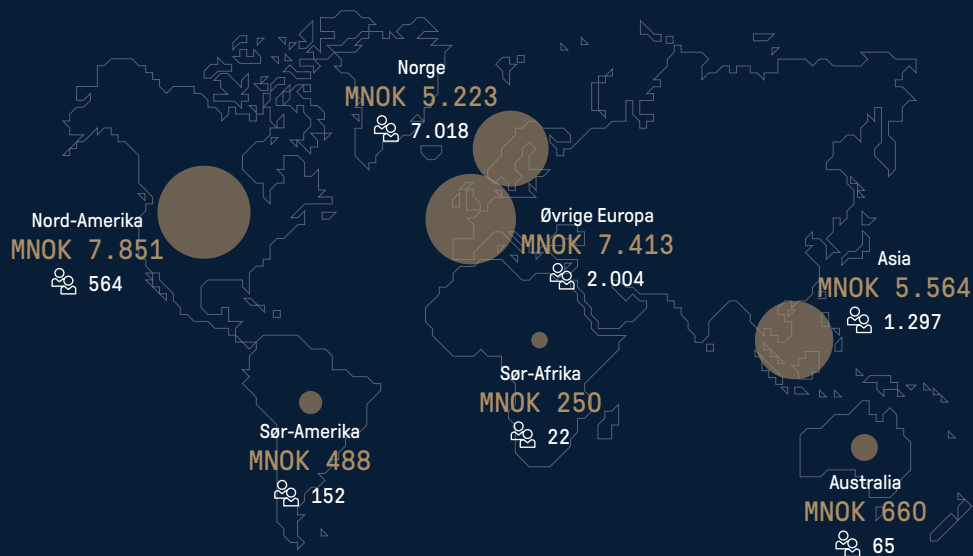 Norge
MNOK 5.223
7.018
Nord-Amerika
MNOK 7.851
564
Øvrige Europa
MNOK 7.413
2.004
Asia
MNOK 5.564
1.297
Sør-Afrika
MNOK 250
22
Sør-Amerika
MNOK 488
152
Australia
MNOK 660
65